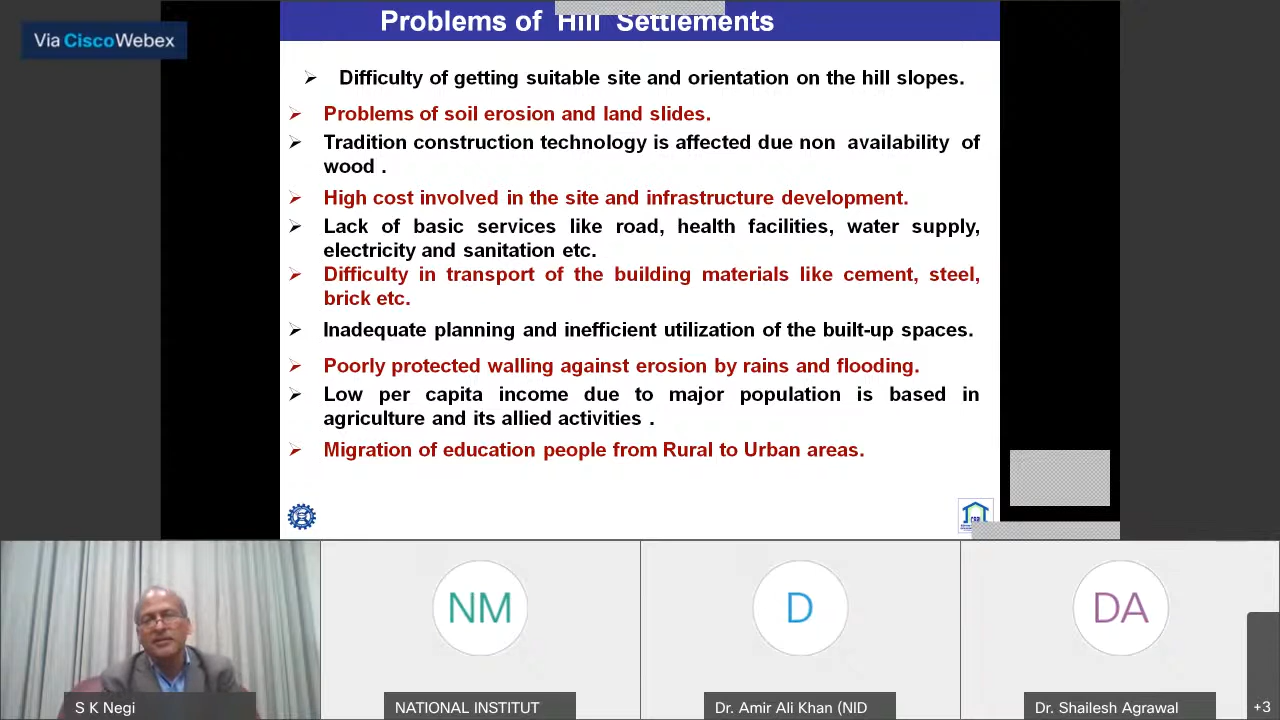 Problems of Hill Settlements
Via Cisco Webex
Difficulty of getting suitable site and orientation on the hill slopes.
Problems of soil erosion and land slides.
Tradition construction technology is affected due non availability of
wood .
High cost involved in the site and infrastructure development.
Lack of basic services like road, health facilities, water supply,
electricity and sanitation etc.
Difficulty in transport of the building materials like cement, steel,
brick etc.
Inadequate planning and inefficient utilization of the built-up spaces.
Poorly protected walling against erosion by rains and flooding.
Low per capita income due to major population is based in
agriculture and its allied activities .
Migration of education people from Rural to Urban areas.
NM
D
DA
S K Negi
NATIONAL INSTITUT
Dr. Amir Ali Khan (NID
Dr. Shailesh Agrawal
+3